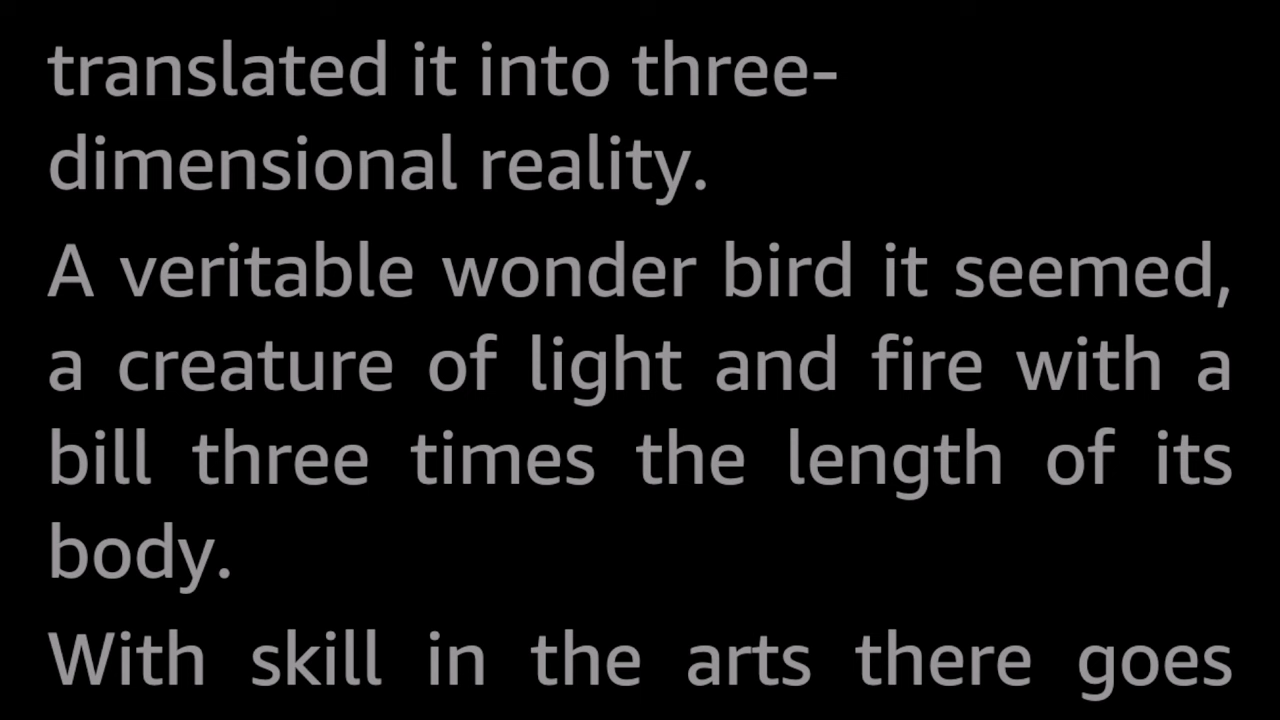 translated it into three-
dimensional reality.
A veritable wonder bird it seemed,
a creature of light and fire with a
bill three times the length of its
body.
With skill in the arts there goes